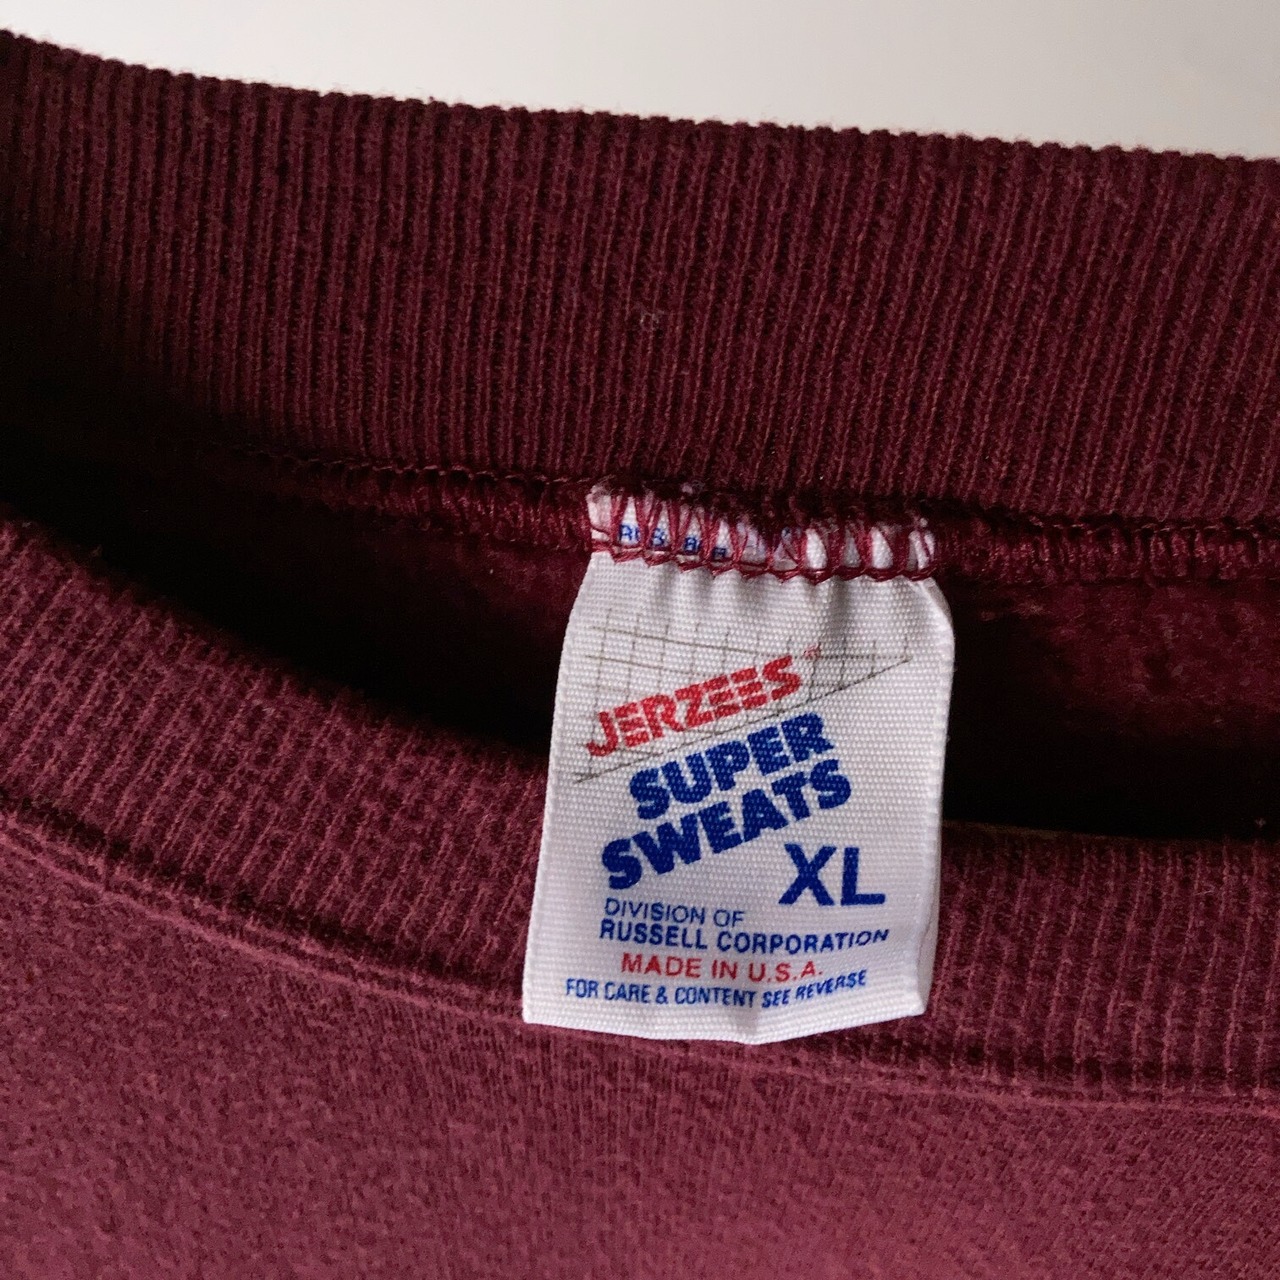 JERZEES
SUPER
SWEATS
XL
DIVISION OF
RUSSELL CORPORATION
MADE IN U.S.A.
FOR CARE & CONTENT SEE REVERSE